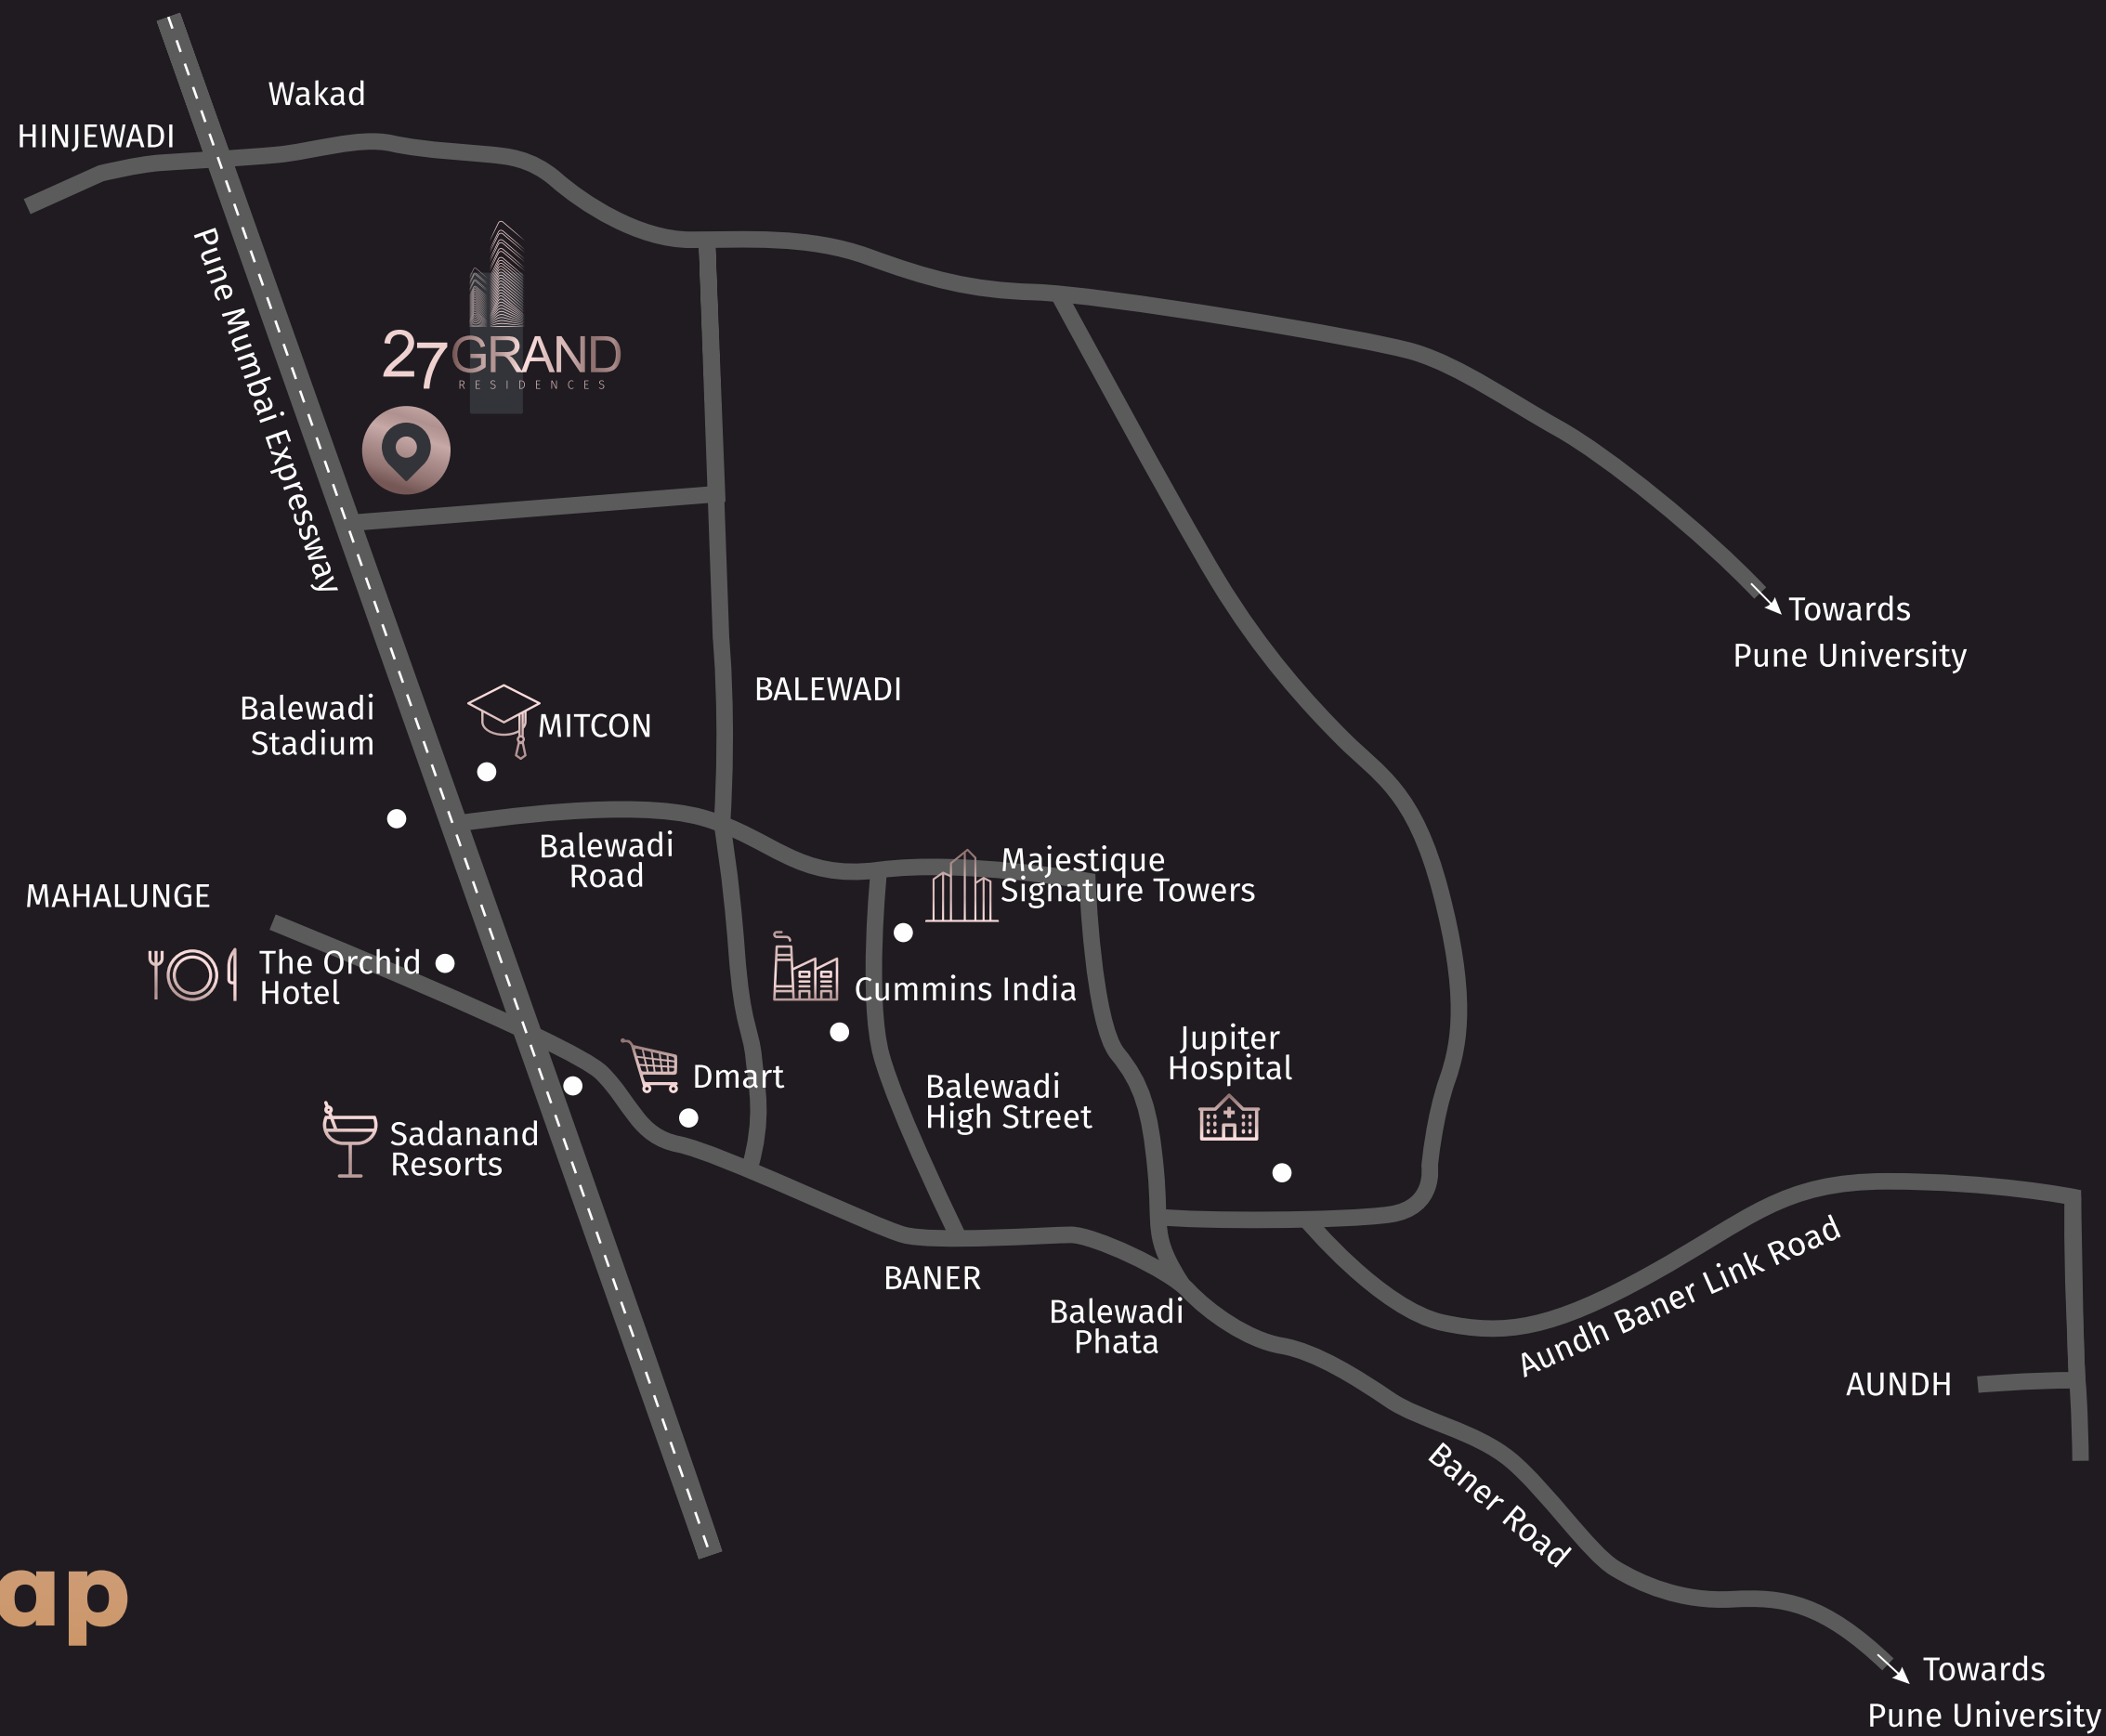 Wakad
HINJEWADI
Pune Mumbai Expressway
27GRAND
RESIDENCES
Towards
Pune University
BALEWADI
Balewadi
Stadium
MITCON
Balewadi
Road
Majestique
Signature Towers
MAHALUNGE
The Orchid
Hotel
Cummins India
Jupiter
Hospital
Dmart
Balewadi
High Street
Sadanand
Resorts
BANER
Balewadi
Phata
Aundh Baner Link Road
AUNDH
Baner Road
ap
Towards
Pune University